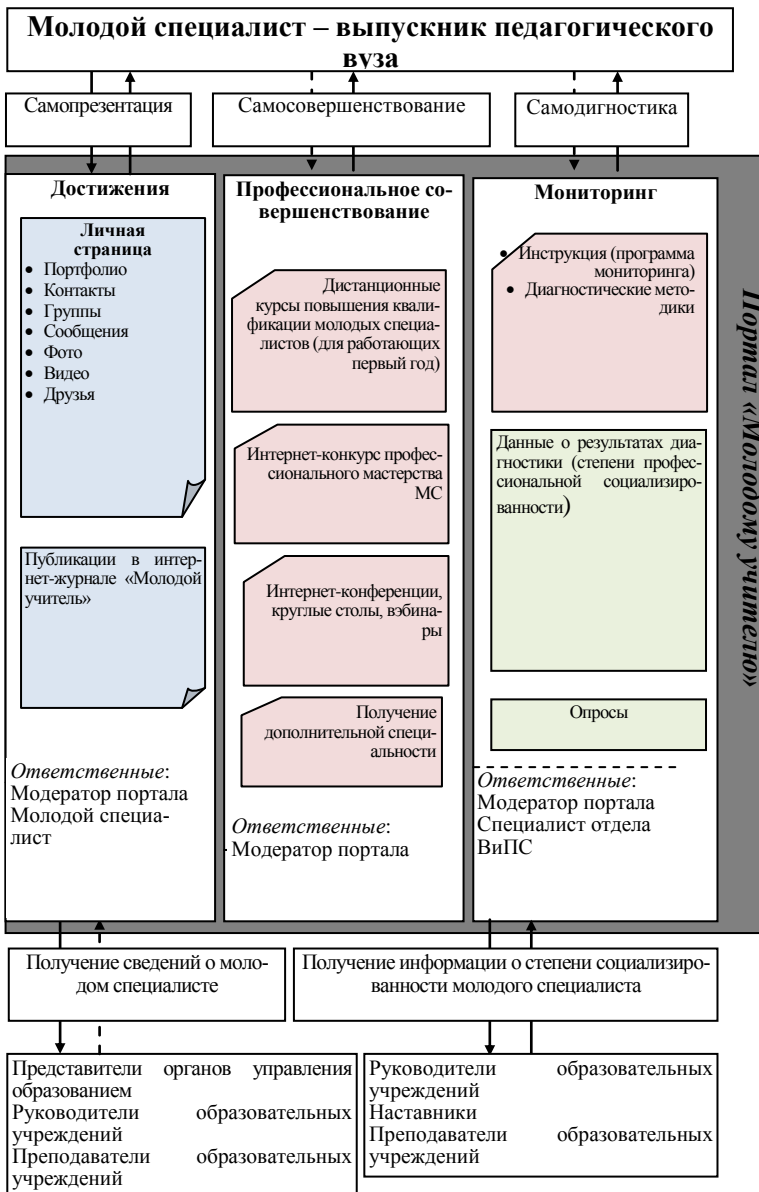 Молодой специалист – выпускник педагогического
вуза
Самопрезентация
Самосовершенствование
Самодигностика
Достижения
Личная
страница
• Портфолио
• Контакты
• Группы
• Сообщения
• Фото
• Видео
• Друзья
Публикации в интер-
нет-журнале «Молодой
учитель»
Ответственные:
Модератор портала
Молодой специа-
лист
Профессиональное со-
вершенствование
Дистанционные
курсы повышения квали-
фикации молодых специа-
листов (для работающих
первый год)
Интернет-конкурс профес-
сионального мастерства
МС
Интернет-конференции,
круглые столы, вэбина-
ры
Получение
дополнительной специ-
альности
Ответственные:
Модератор портала
Мониторинг
• Инструкция (программа
мониторинга)
• Диагностические мето-
дики
Данные о результатах диа-
гностики (степени профес-
сиональной социализиро-
ванности)
Опросы
Ответственные:
Модератор портала
Специалист отдела
ВиПС
Портал «Молодому учителю»
Получение сведений о моло-
дом специалисте
Получение информации о степени социализиро-
ванности молодого специалиста
Представители органов управления
образованием
Руководители образовательных
учреждений
Преподаватели образовательных
учреждений
Руководители образовательных
учреждений
Наставники
Преподаватели образовательных
учреждений